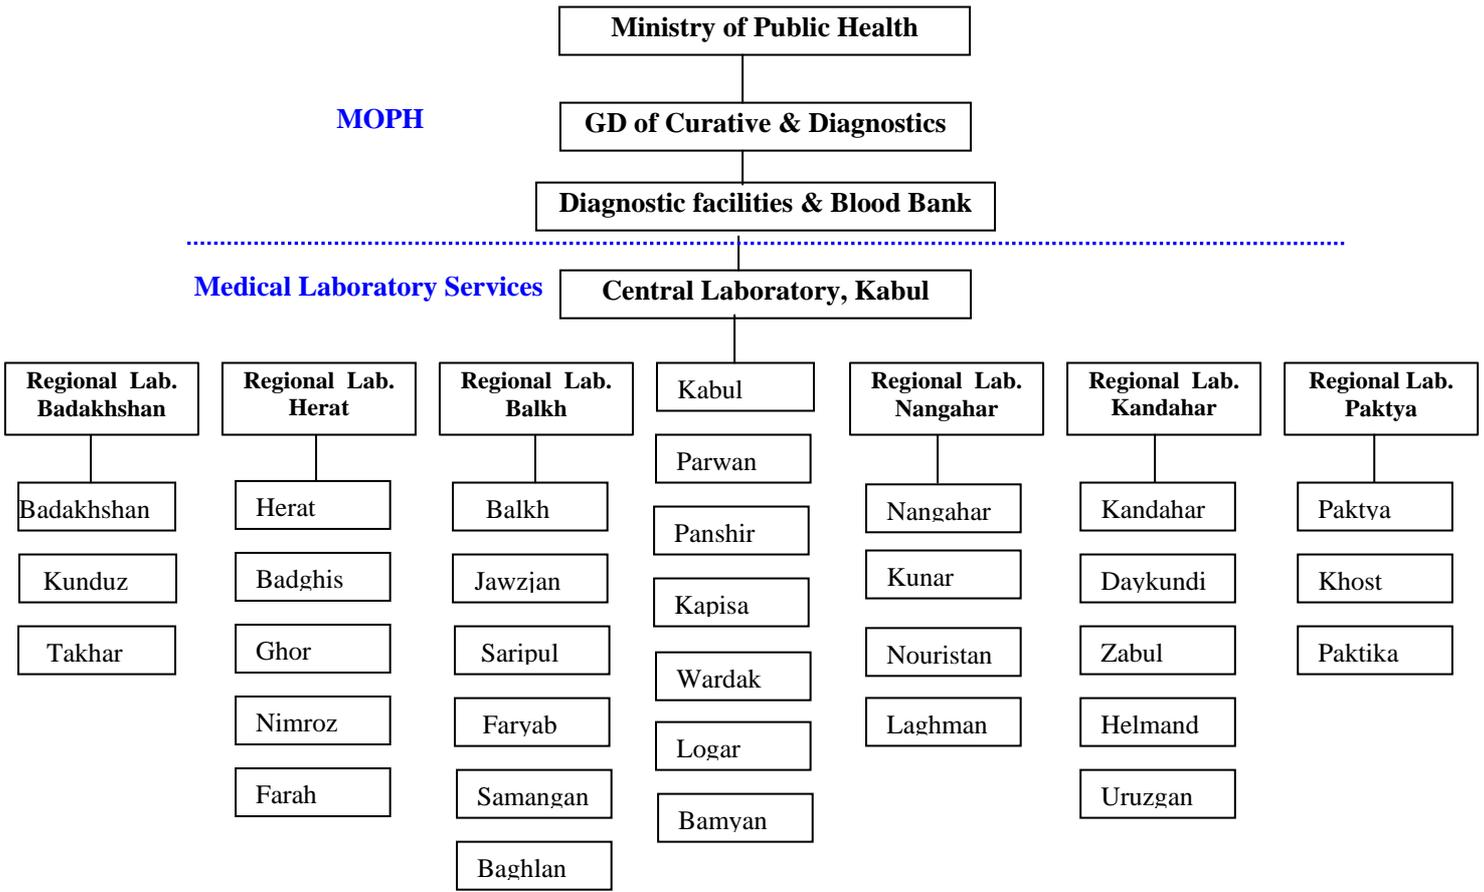 Ministry of Public Health
MOPH
GD of Curative & Diagnostics
Diagnostic facilities & Blood Bank
Medical Laboratory Services
Central Laboratory, Kabul
Regional Lab.
Badakhshan
Badakhshan
Kunduz
Takhar
Regional Lab.
Herat
Herat
Badghis
Ghor
Nimroz
Farah
Regional Lab.
Balkh
Balkh
Jawzjan
Saripul
Faryab
Samangan
Baghlan
Kabul
Parwan
Panshir
Kapisa
Wardak
Logar
Bamyan
Regional Lab.
Nangahar
Nangahar
Kunar
Nouristan
Laghman
Regional Lab.
Kandahar
Kandahar
Daykundi
Zabul
Helmand
Uruzgan
Regional Lab.
Paktya
Paktya
Khost
Paktika